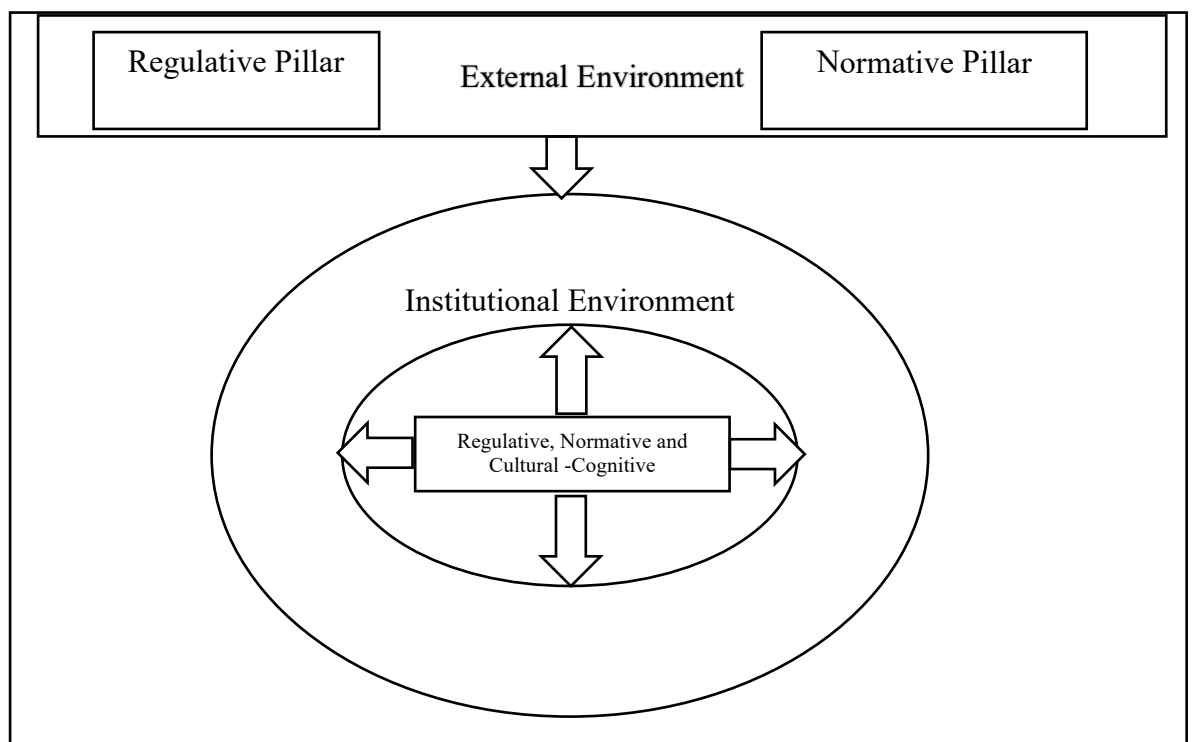 Regulative Pillar
External Environment
Normative Pillar
Institutional Environment
Regulative, Normative and
Cultural -Cognitive